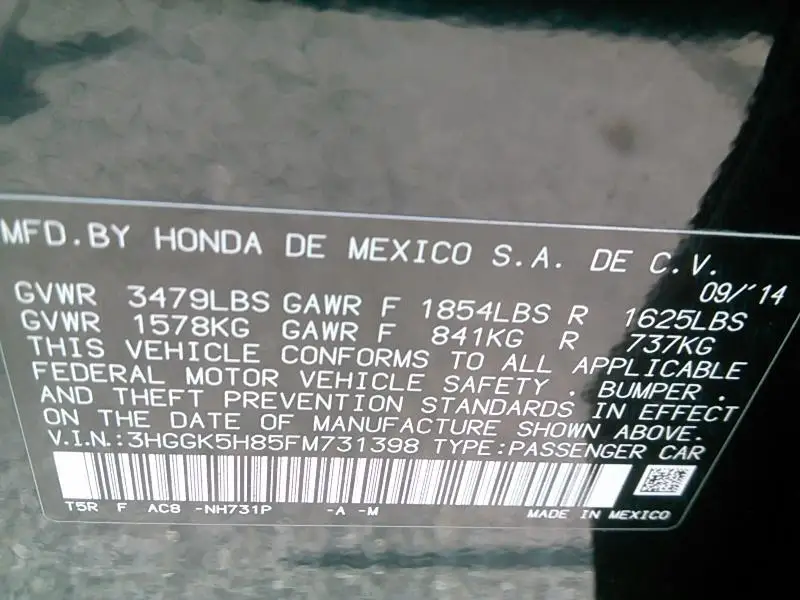 MFD.BY HONDA DE MEXICO S.A. DE C.V.
09/'14
GVWR 3479LBS GAWR F 1854LBS R 1625LBS
GVWR 1578KG GAWR F 841KG R 737KG
THIS VEHICLE CONFORMS TO ALL APPLICABLE
FEDERAL MOTOR VEHICLE SAFETY . BUMPER .
AND THEFT PREVENTION STANDARDS IN EFFECT
ON THE DATE OF MANUFACTURE SHOWN ABOVE.
V.I.N.:3HGGK5H85FM731398 TYPE:PASSENGER CAR
T5R F AC8 -NH731P -A -M MADE IN MEXICO